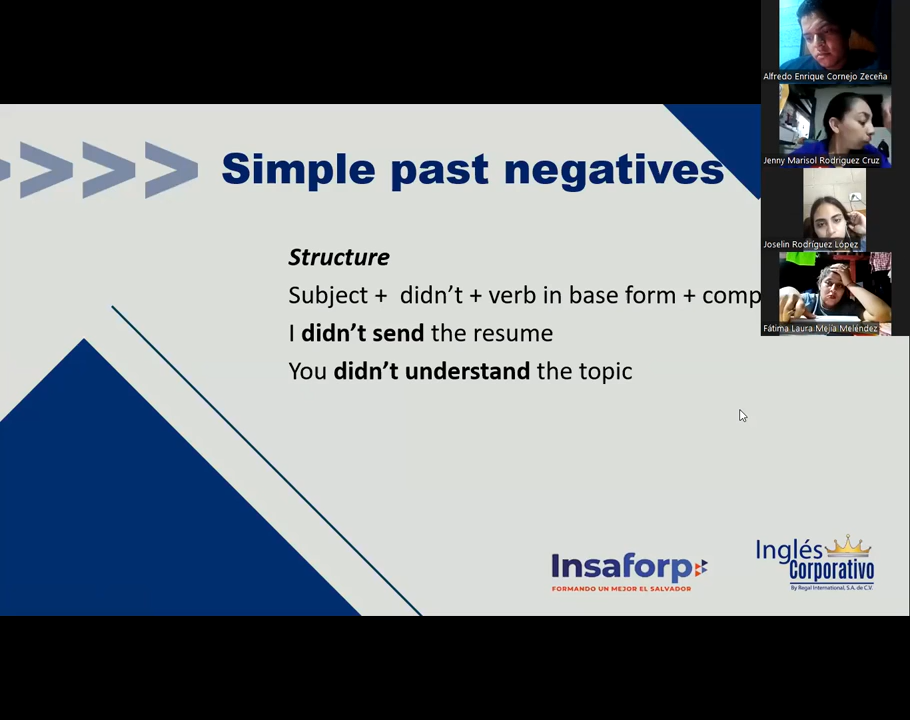 Simple past negatives
Structure
Subject + didn't + verb in base form + comp
I didn't send the resume
You didn't understand the topic
Insaforp
FORMANDO UN MEJOR EL SALVADOR
Inglés
Corporativo
By Regal International, S.A. de C.V.
Alfredo Enrique Cornejo Zeceña
Jenny Marisol Rodriguez Cruz
Joselin Rodríguez López
Fátima Laura Mejía Meléndez